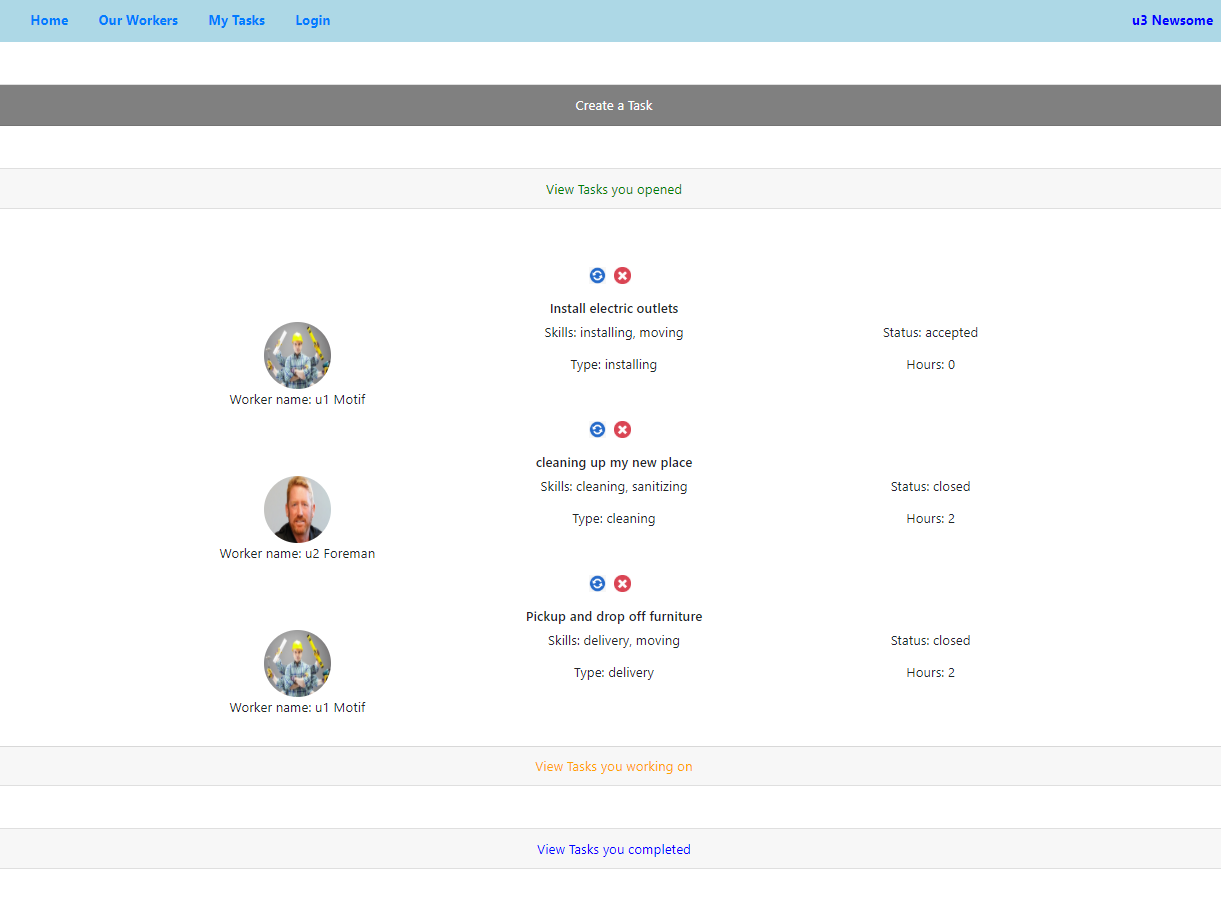 Home Our Workers My Tasks Login u3 Newsome
Create a Task
View Tasks you opened
Install electric outlets
Skills: installing, moving Status: accepted
Type: installing Hours: 0
Worker name: u1 Motif
cleaning up my new place
Skills: cleaning, sanitizing Status: closed
Type: cleaning Hours: 2
Worker name: u2 Foreman
Pickup and drop off furniture
Skills: delivery, moving Status: closed
Type: delivery Hours: 2
Worker name: u1 Motif
View Tasks you working on
View Tasks you completed